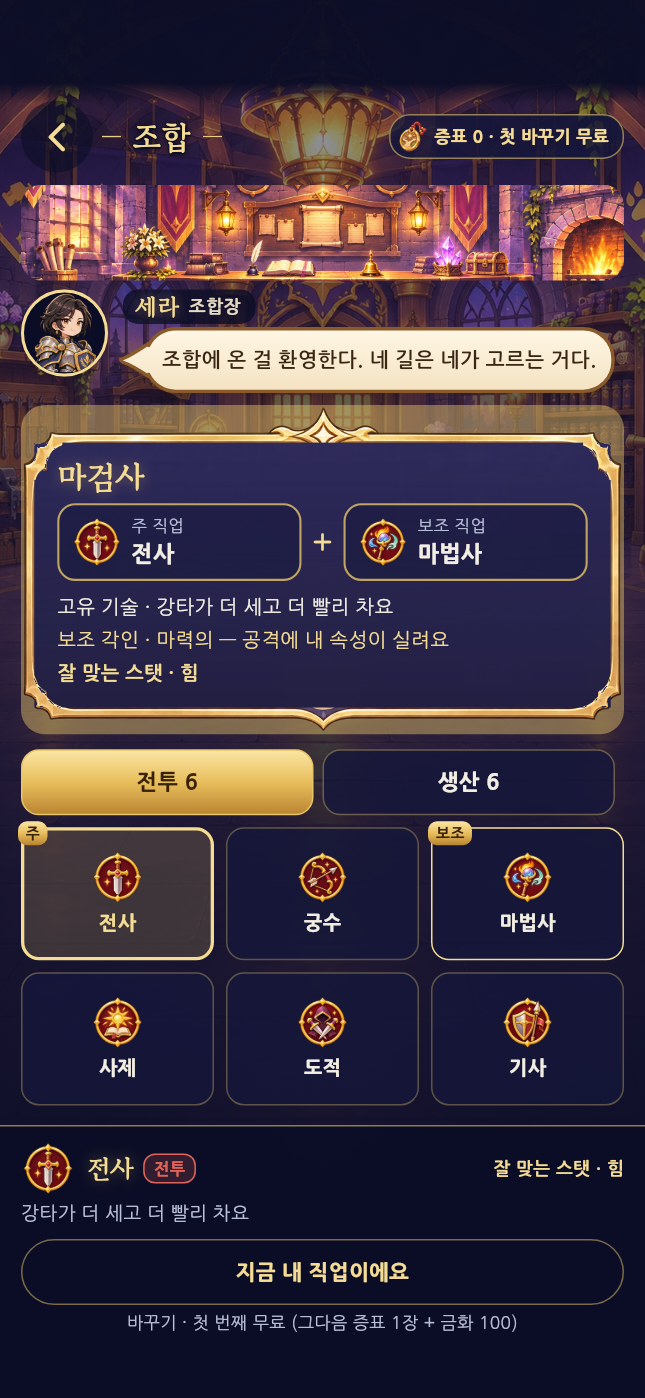 조합
증표 0 · 첫 바꾸기 무료
세라 조합장
조합에 온 걸 환영한다. 네 길은 네가 고르는 거다.
마검사
주 직업
전사
+
보조 직업
마법사
고유 기술 · 강타가 더 세고 더 빨리 차요
보조 각인 · 마력의 — 공격에 내 속성이 실려요
잘 맞는 스탯 · 힘
전투 6
생산 6
주
전사
궁수
보조
마법사
사제
도적
기사
전사 전투
잘 맞는 스탯 · 힘
강타가 더 세고 더 빨리 차요
지금 내 직업이에요
바꾸기 · 첫 번째 무료 (그다음 증표 1장 + 금화 100)